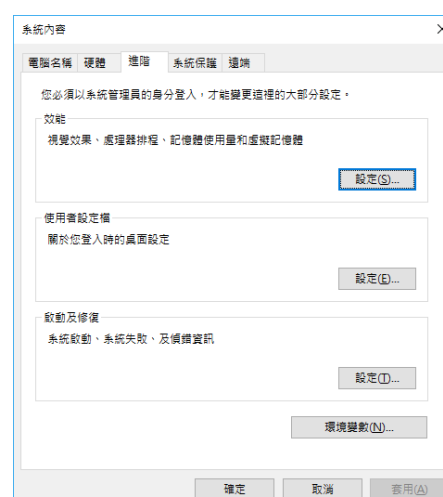 系統內容
電腦名稱 硬體 進階 系統保護 遠端
您必須以系統管理員的身分登入，才能變更這裡的大部分設定。
效能
視覺效果、處理器排程、記憶體使用量和虛擬記憶體
設定(S)...
使用者設定檔
關於您登入時的桌面設定
設定(E)...
啟動及修復
系統啟動、系統失敗、及偵錯資訊
設定(T)...
環境變數(N)...
確定 取消 套用(A)